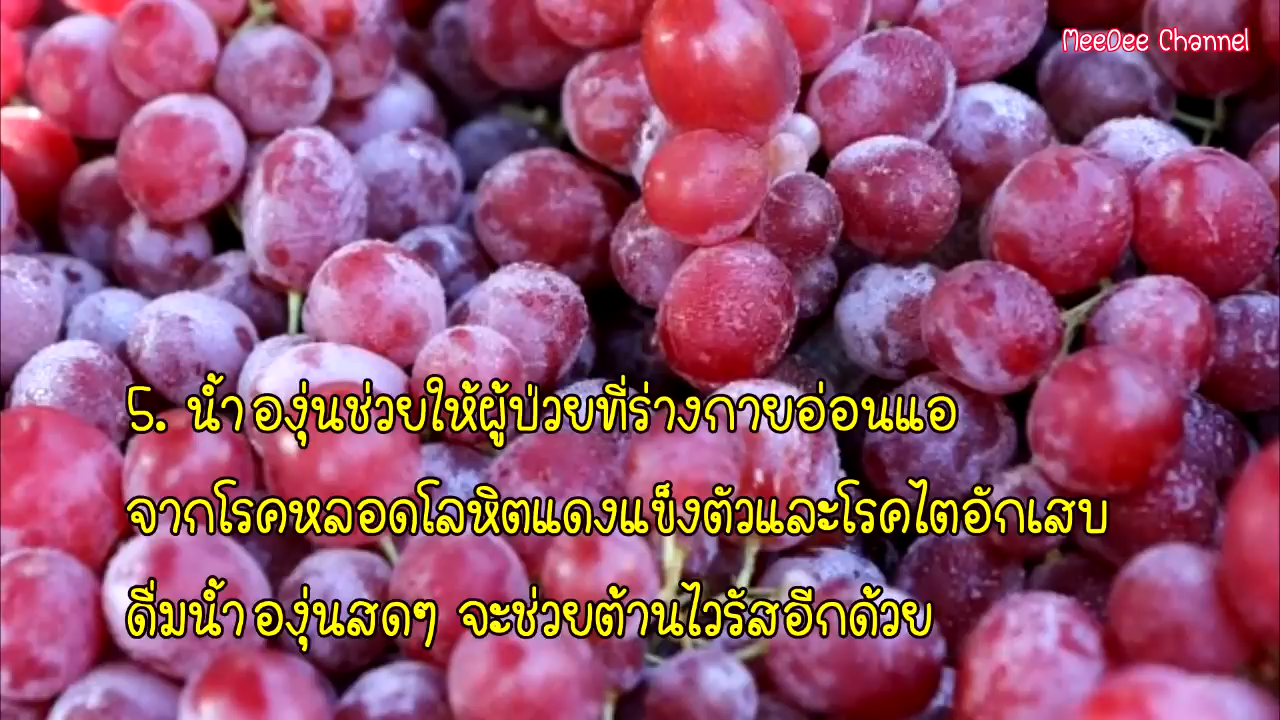 MeeDee Channel
5. น้ำองุ่นช่วยให้ผู้ป่วยที่ร่างกายอ่อนแอ
จากโรคหลอดโลหิตแดงแข็งตัวและโรคไตอักเสบ
ดื่มน้ำองุ่นสดๆ จะช่วยต้านไวรัสอีกด้วย